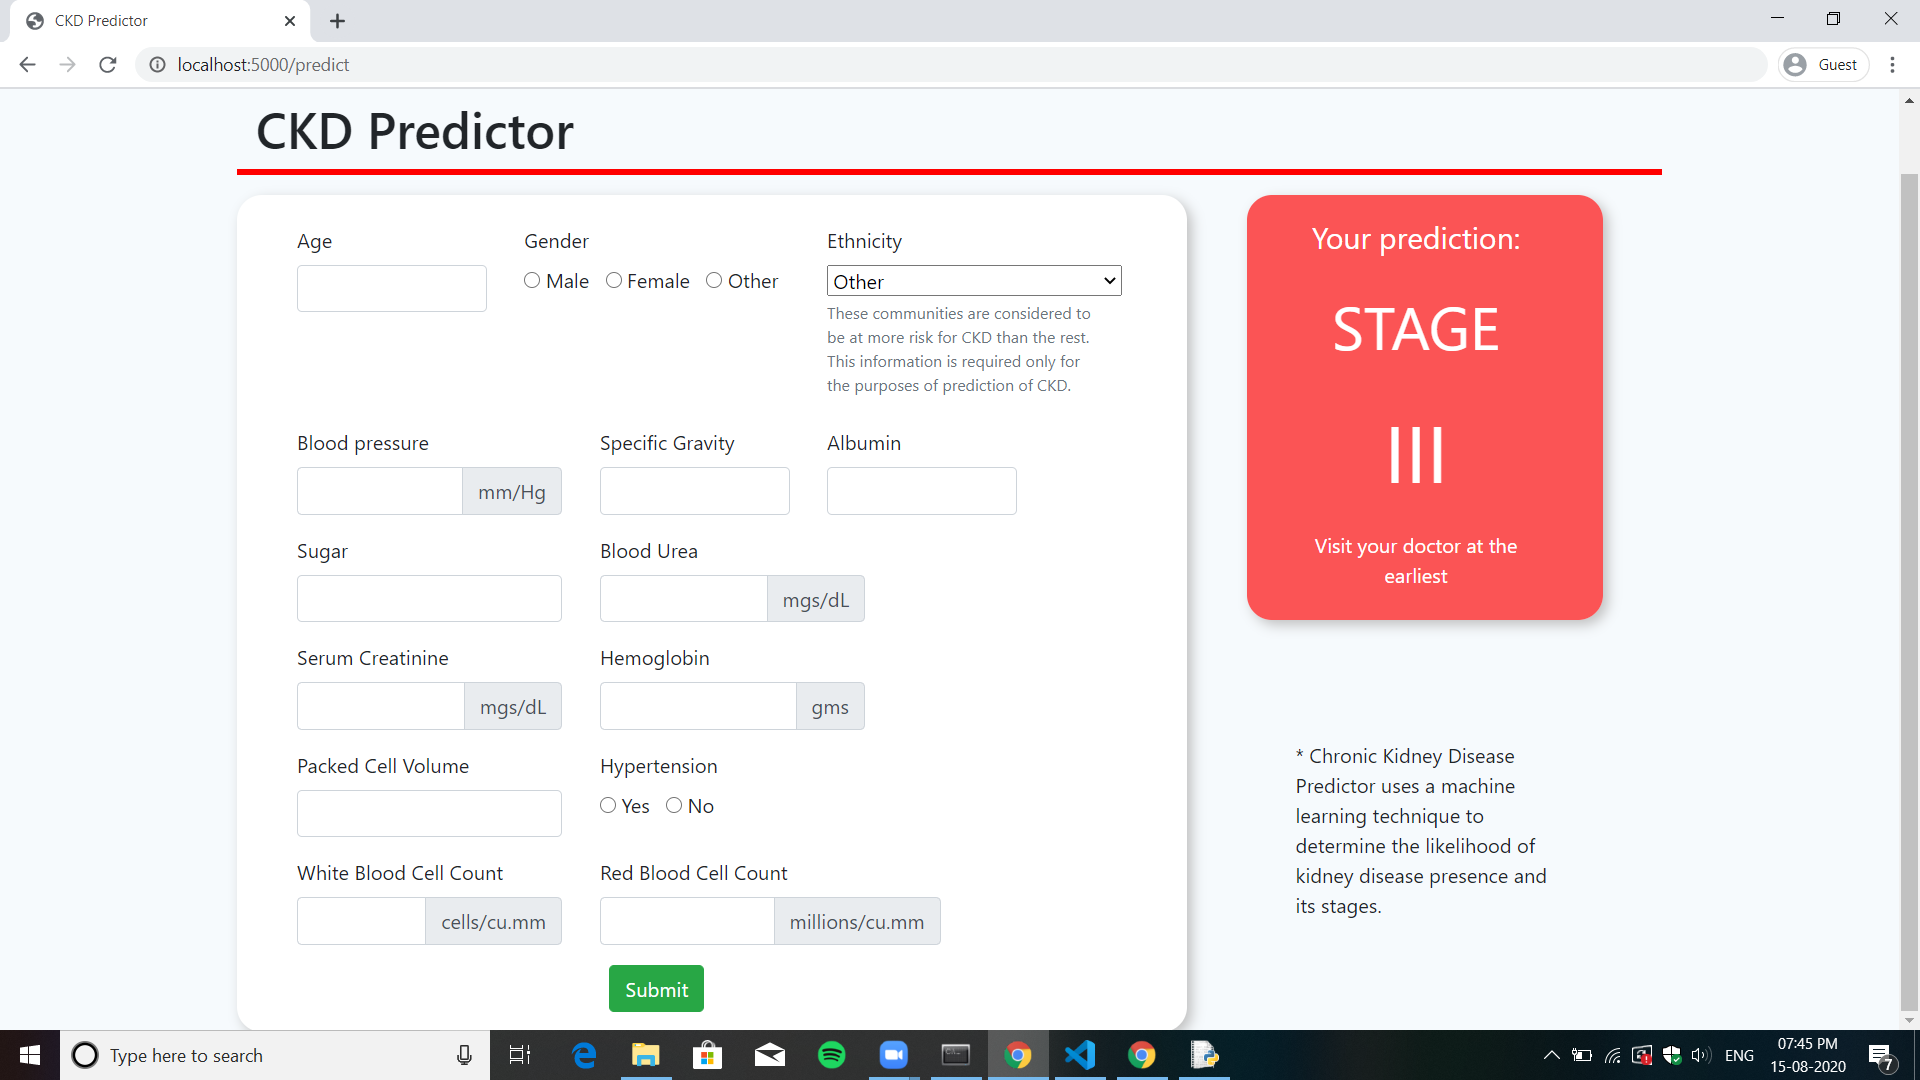 CKD Predictor
localhost:5000/predict
Guest
CKD Predictor
Age
Gender
Ethnicity
Male
Female
Other
Other
These communities are considered to
be at more risk for CKD than the rest.
This information is required only for
the purposes of prediction of CKD.
Blood pressure
Specific Gravity
Albumin
mm/Hg
Sugar
Blood Urea
mgs/dL
Serum Creatinine
Hemoglobin
mgs/dL
gms
Packed Cell Volume
Hypertension
Yes
No
White Blood Cell Count
Red Blood Cell Count
cells/cu.mm
millions/cu.mm
Submit
Your prediction:
STAGE
III
Visit your doctor at the
earliest
* Chronic Kidney Disease
Predictor uses a machine
learning technique to
determine the likelihood of
kidney disease presence and
its stages.
Type here to search
ENG
07:45 PM
15-08-2020
7